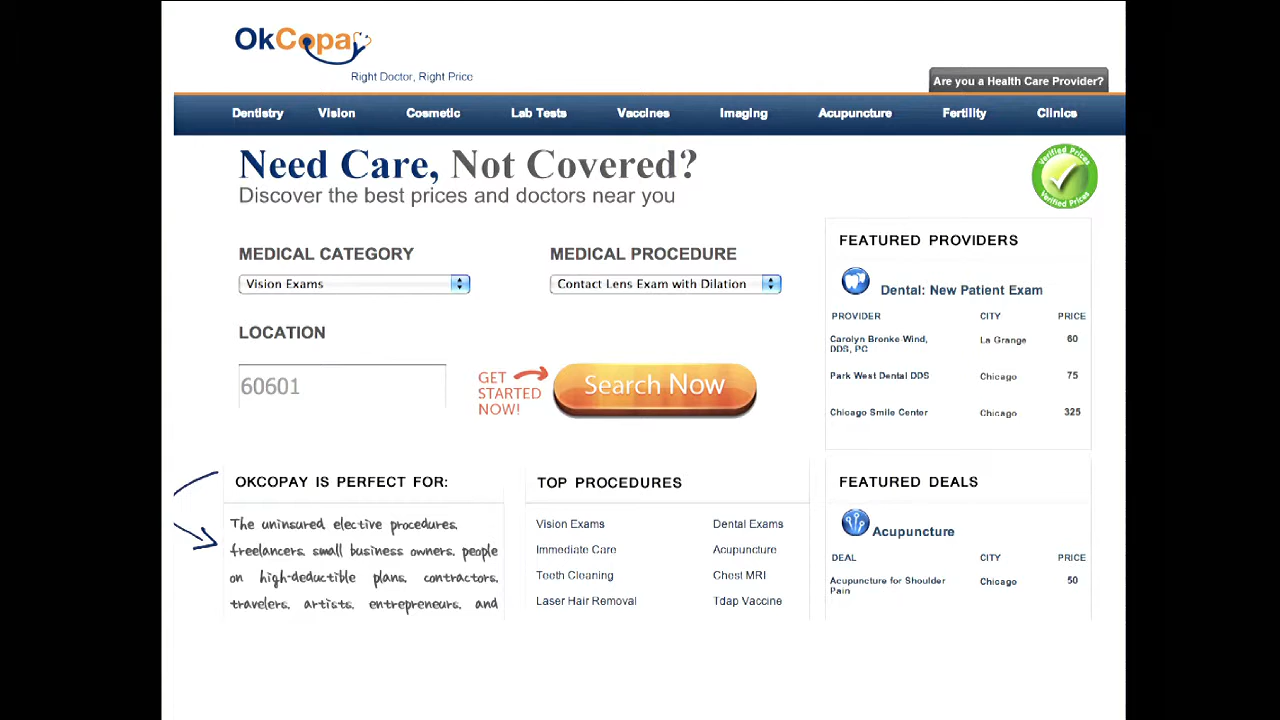 OkCopay
Right Doctor, Right Price
Are you a Health Care Provider?
Dentistry Vision Cosmetic Lab Tests Vaccines Imaging Acupuncture Fertility Clinics
Need Care, Not Covered?
Discover the best prices and doctors near you
Verified Prices
Verified Prices
MEDICAL CATEGORY
Vision Exams
MEDICAL PROCEDURE
Contact Lens Exam with Dilation
LOCATION
60601
GET
STARTED
NOW!
Search Now
FEATURED PROVIDERS
Dental: New Patient Exam
PROVIDER CITY PRICE
Carolyn Bronke Wind, La Grange 60
DDS, PC
Park West Dental DDS Chicago 75
Chicago Smile Center Chicago 325
OKCOPAY IS PERFECT FOR:
The uninsured elective procedures,
freelancers, small business owners, people
on high-deductible plans, contractors,
travelers, artists, entrepreneurs, and
TOP PROCEDURES
Vision Exams Dental Exams
Immediate Care Acupuncture
Teeth Cleaning Chest MRI
Laser Hair Removal Tdap Vaccine
FEATURED DEALS
Acupuncture
DEAL CITY PRICE
Acupuncture for Shoulder Chicago 50
Pain